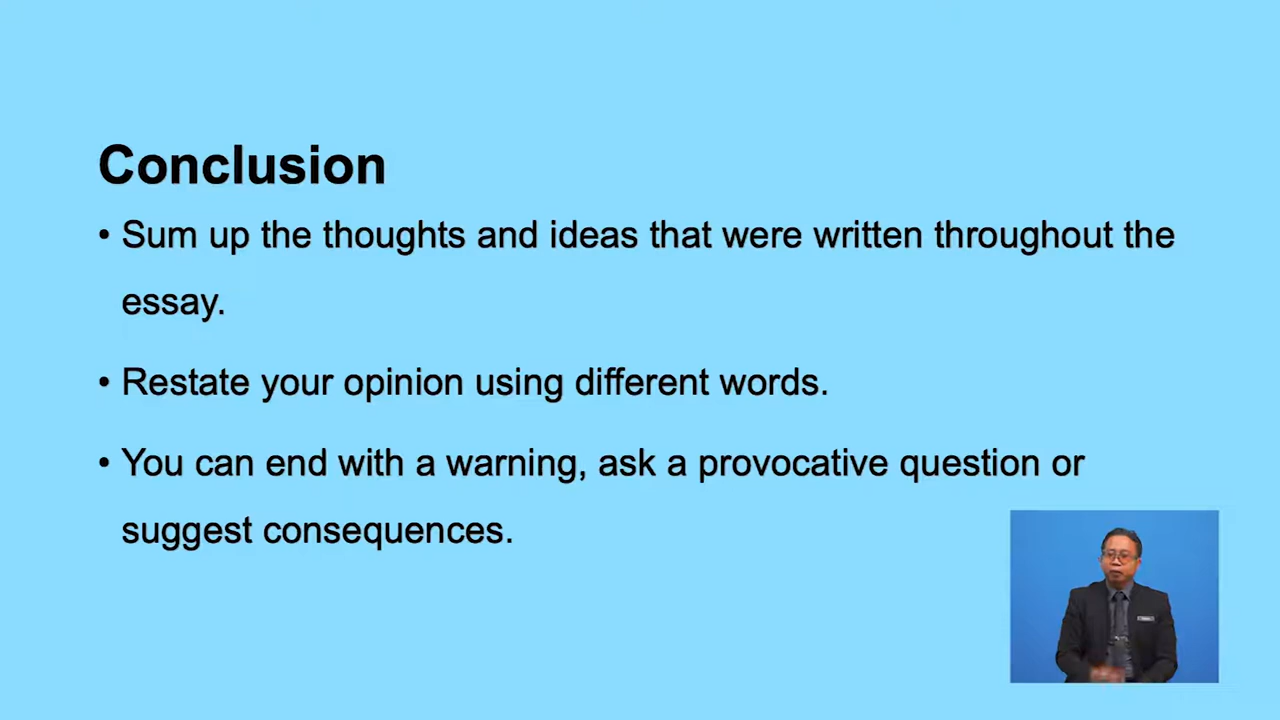 Conclusion
• Sum up the thoughts and ideas that were written throughout the
essay.
• Restate your opinion using different words.
• You can end with a warning, ask a provocative question or
suggest consequences.